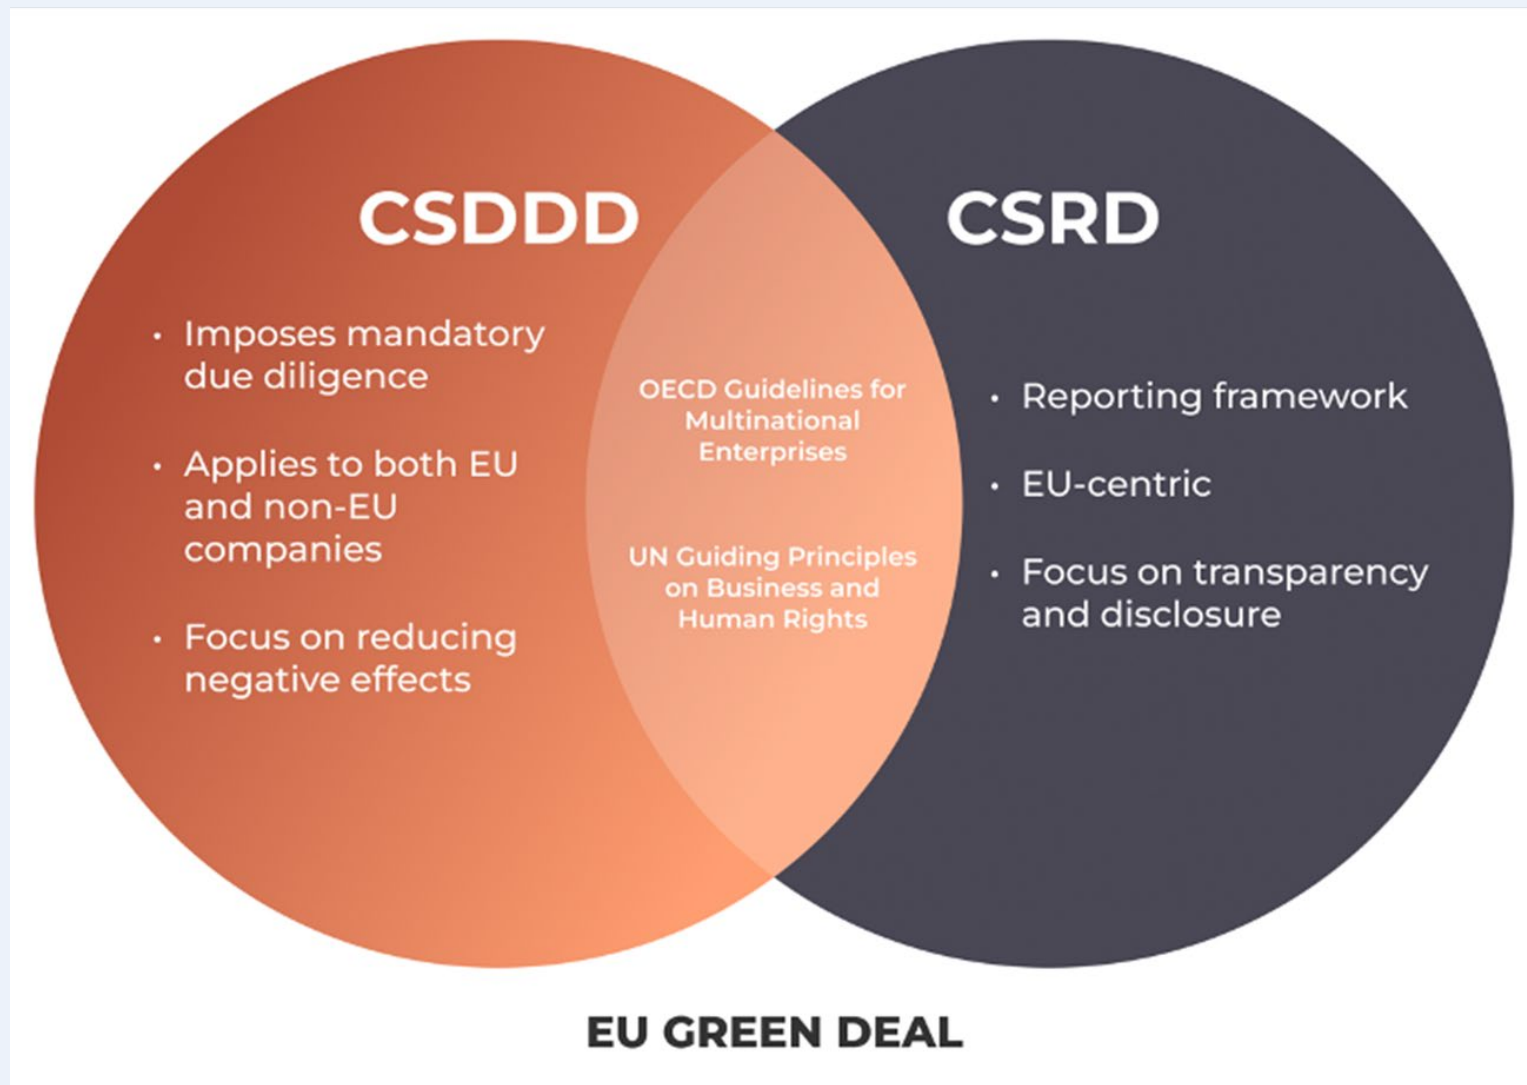 CSDDD
• Imposes mandatory
due diligence
• Applies to both EU
and non-EU
companies
• Focus on reducing
negative effects
OECD Guidelines for
Multinational
Enterprises
UN Guiding Principles
on Business and
Human Rights
CSRD
• Reporting framework
• EU-centric
• Focus on transparency
and disclosure
EU GREEN DEAL